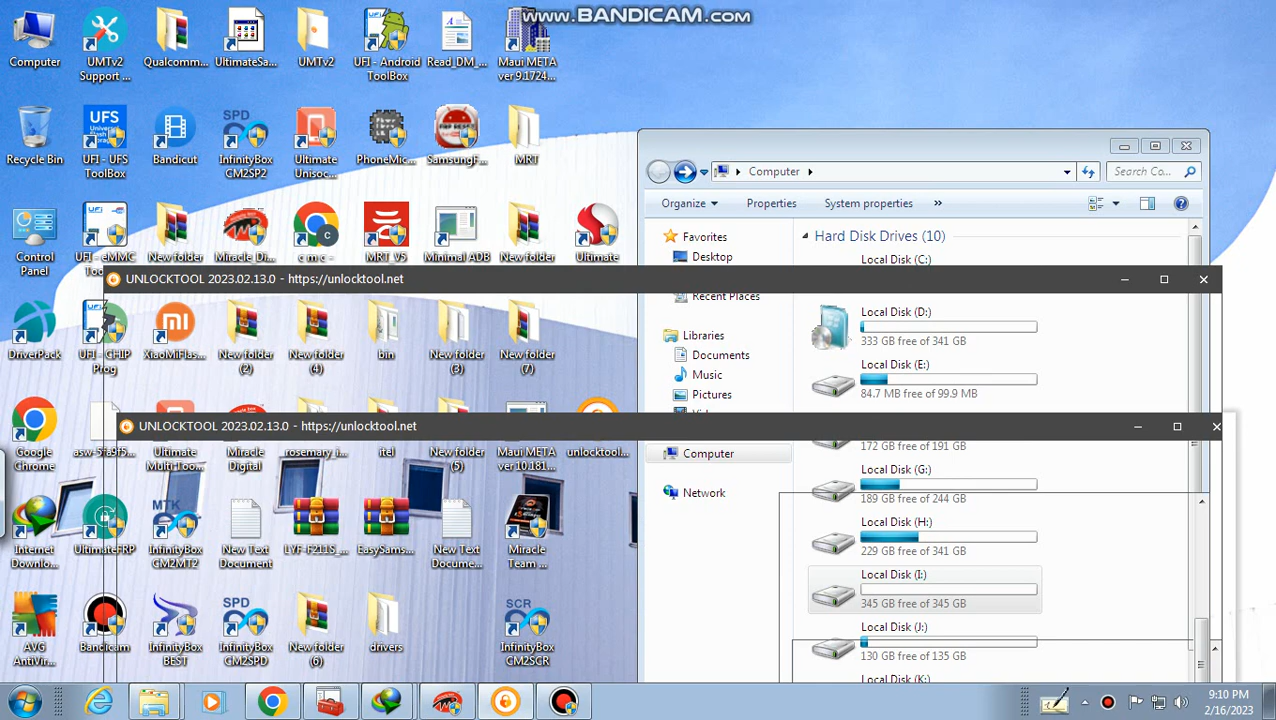 www.BANDICAM.com
Computer
UMTv2
Support ...
Qualcomm...
UltimateSa...
UMTv2
UFI - Android
ToolBox
Read_DM_...
Maui META
ver 9.1724...
Recycle Bin
UFI - UFS
ToolBox
Bandicut
InfinityBox
CM2SP2
Ultimate
Unisoc...
PhoneMic...
SamsungF...
MRT
Control
Panel
UFI - eMMC
New folder
Miracle_Di...
c m c -
MRT_V5
Minimal ADB
New folder
Ultimate
Computer
Search Co...
Organize
Properties
System properties
»
Favorites
Desktop
Recent Places
Libraries
Documents
Music
Pictures
Computer
Network
Hard Disk Drives (10)
Local Disk (C:)
Local Disk (D:)
333 GB free of 341 GB
Local Disk (E:)
84.7 MB free of 99.9 MB
172 GB free of 191 GB
Local Disk (G:)
189 GB free of 244 GB
Local Disk (H:)
229 GB free of 341 GB
Local Disk (I:)
345 GB free of 345 GB
Local Disk (J:)
130 GB free of 135 GB
Local Disk (K:)
UNLOCKTOOL 2023.02.13.0 - https://unlocktool.net
DriverPack
UFI - CHIP
Prog
XiaoMiFlas...
New folder
(2)
New folder
(4)
bin
New folder
(3)
New folder
(7)
UNLOCKTOOL 2023.02.13.0 - https://unlocktool.net
Google
Chrome
asw-5fa9f5...
Ultimate
Multi Too...
Miracle
Digital
rosemary_i...
itel
New folder
(5)
Maui META
ver 10.181...
unlocktool...
Internet
Downlo...
UltimateFRP
InfinityBox
CM2MT2
New Text
Document
LYF-F211S_...
EasySams...
New Text
Docume...
Miracle
Team ...
AVG
AntiVir...
Bandicam
InfinityBox
BEST
InfinityBox
CM2SPD
New folder
(6)
drivers
InfinityBox
CM2SCR
9:10 PM
2/16/2023